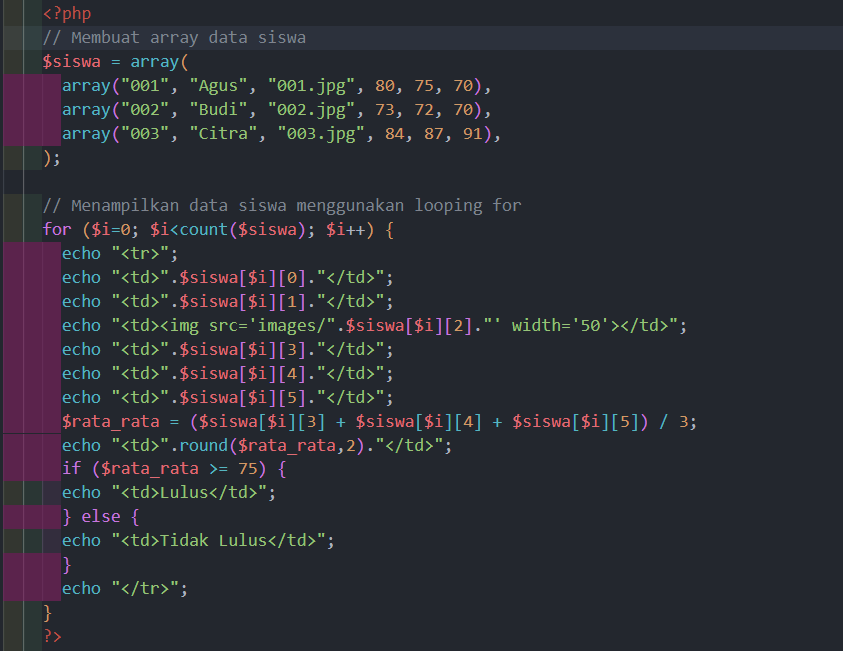 <?php
// Membuat array data siswa
$siswa = array(
array("001", "Agus", "001.jpg", 80, 75, 70),
array("002", "Budi", "002.jpg", 73, 72, 70),
array("003", "Citra", "003.jpg", 84, 87, 91),
);
// Menampilkan data siswa menggunakan looping for
for ($i=0; $i<count($siswa); $i++) {
echo "<tr>";
echo "<td>".$siswa[$i][0]."</td>";
echo "<td>".$siswa[$i][1]."</td>";
echo "<td><img src='images/".$siswa[$i][2]."' width='50'></td>";
echo "<td>".$siswa[$i][3]."</td>";
echo "<td>".$siswa[$i][4]."</td>";
echo "<td>".$siswa[$i][5]."</td>";
$rata_rata = ($siswa[$i][3] + $siswa[$i][4] + $siswa[$i][5]) / 3;
echo "<td>".round($rata_rata,2)."</td>";
if ($rata_rata >= 75) {
echo "<td>Lulus</td>";
} else {
echo "<td>Tidak Lulus</td>";
}
echo "</tr>";
}
?>